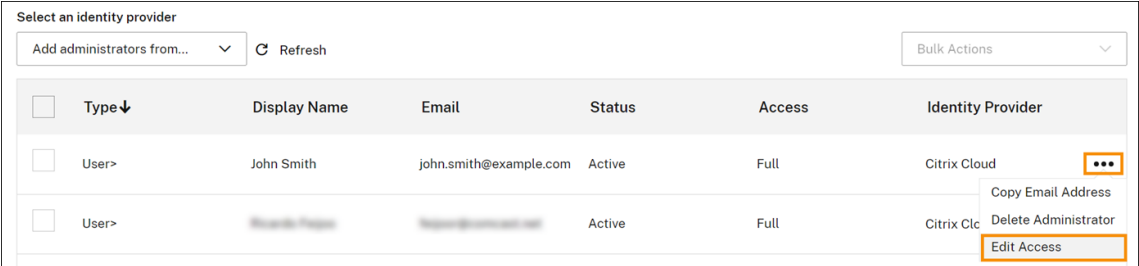 Select an identity provider
Add administrators from... Refresh Bulk Actions
Type Display Name Email Status Access Identity Provider
User> John Smith john.smith@example.com Active Full Citrix Cloud
Copy Email Address
Delete Administrator
User> Active Full Citrix Clo
Edit Access